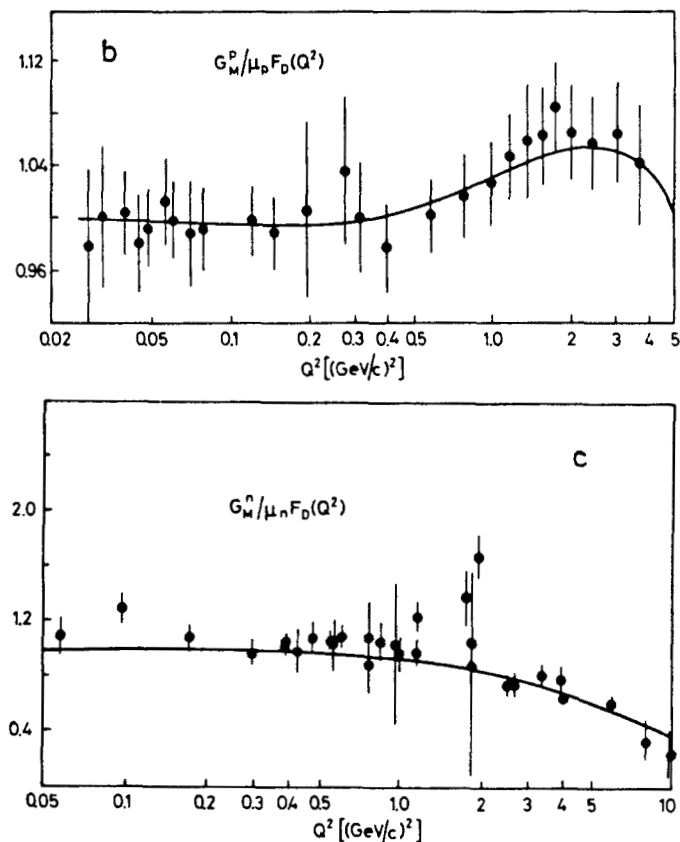 b
G_M^p/μ_p F_D(Q²)
1.12
1.04
0.96
0.02 0.05 0.1 0.2 0.3 0.4 0.5 1.0 2 3 4 5
Q² [(GeV/c)²]
c
G_M^n/μ_n F_D(Q²)
2.0
1.2
0.4
0.05 0.1 0.2 0.3 0.4 0.5 1.0 2 3 4 5 10
Q² [(GeV/c)²]